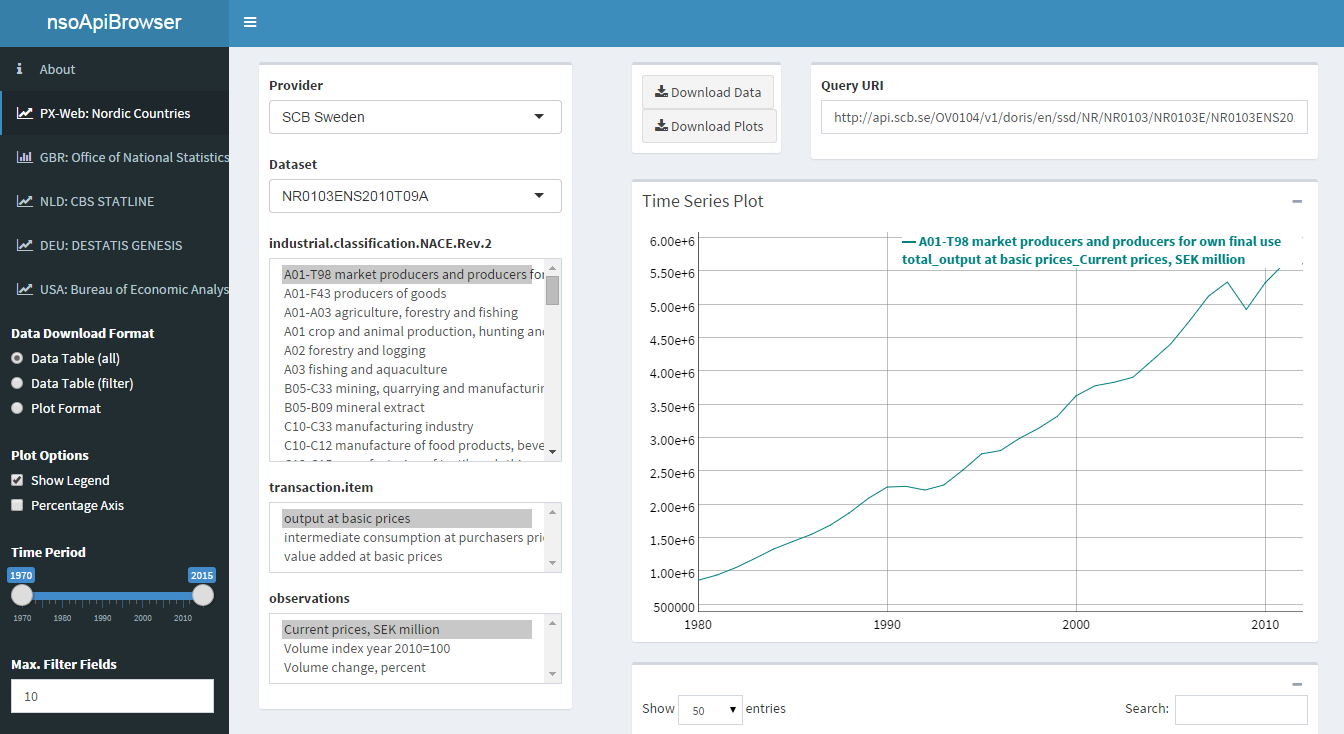 nsoApiBrowser
About
PX-Web: Nordic Countries
GBR: Office of National Statistics
NLD: CBS STATLINE
DEU: DESTATIS GENESIS
USA: Bureau of Economic Analys
Data Download Format
Data Table (all)
Data Table (filter)
Plot Format
Plot Options
Show Legend
Percentage Axis
Time Period
1970 2015
1970 1980 1990 2000 2010
Max. Filter Fields
10
Provider
SCB Sweden
Dataset
NR0103ENS2010T09A
industrial.classification.NACE.Rev.2
A01-T98 market producers and producers for
A01-F43 producers of goods
A01-A03 agriculture, forestry and fishing
A01 crop and animal production, hunting and
A02 forestry and logging
A03 fishing and aquaculture
B05-C33 mining, quarrying and manufacturin
B05-B09 mineral extract
C10-C33 manufacturing industry
C10-C12 manufacture of food products, beve
transaction.item
output at basic prices
intermediate consumption at purchasers pric
value added at basic prices
observations
Current prices, SEK million
Volume index year 2010=100
Volume change, percent
Download Data
Download Plots
Query URI
http://api.scb.se/OV0104/v1/doris/en/ssd/NR/NR0103/NR0103E/NR0103ENS20
Time Series Plot
A01-T98 market producers and producers for own final use
total_output at basic prices_Current prices, SEK million
6.00e+6
5.50e+6
5.00e+6
4.50e+6
4.00e+6
3.50e+6
3.00e+6
2.50e+6
2.00e+6
1.50e+6
1.00e+6
500000
1980 1990 2000 2010
Show 50 entries
Search: